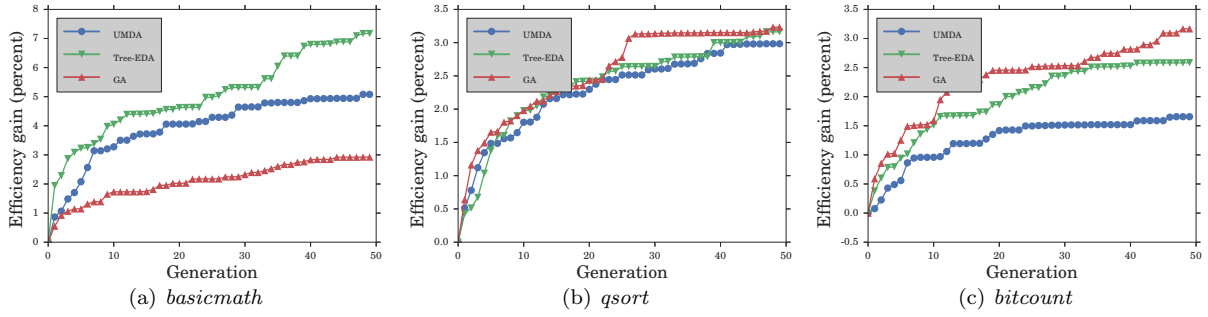 8
7
6
5
4
3
2
1
0
Efficiency gain (percent)
UMDA
Tree-EDA
GA
0 10 20 30 40 50
Generation
(a) basicmath
3.5
3.0
2.5
2.0
1.5
1.0
0.5
0.0
Efficiency gain (percent)
UMDA
Tree-EDA
GA
0 10 20 30 40 50
Generation
(b) qsort
3.5
3.0
2.5
2.0
1.5
1.0
0.5
0.0
-0.5
Efficiency gain (percent)
UMDA
Tree-EDA
GA
0 10 20 30 40 50
Generation
(c) bitcount